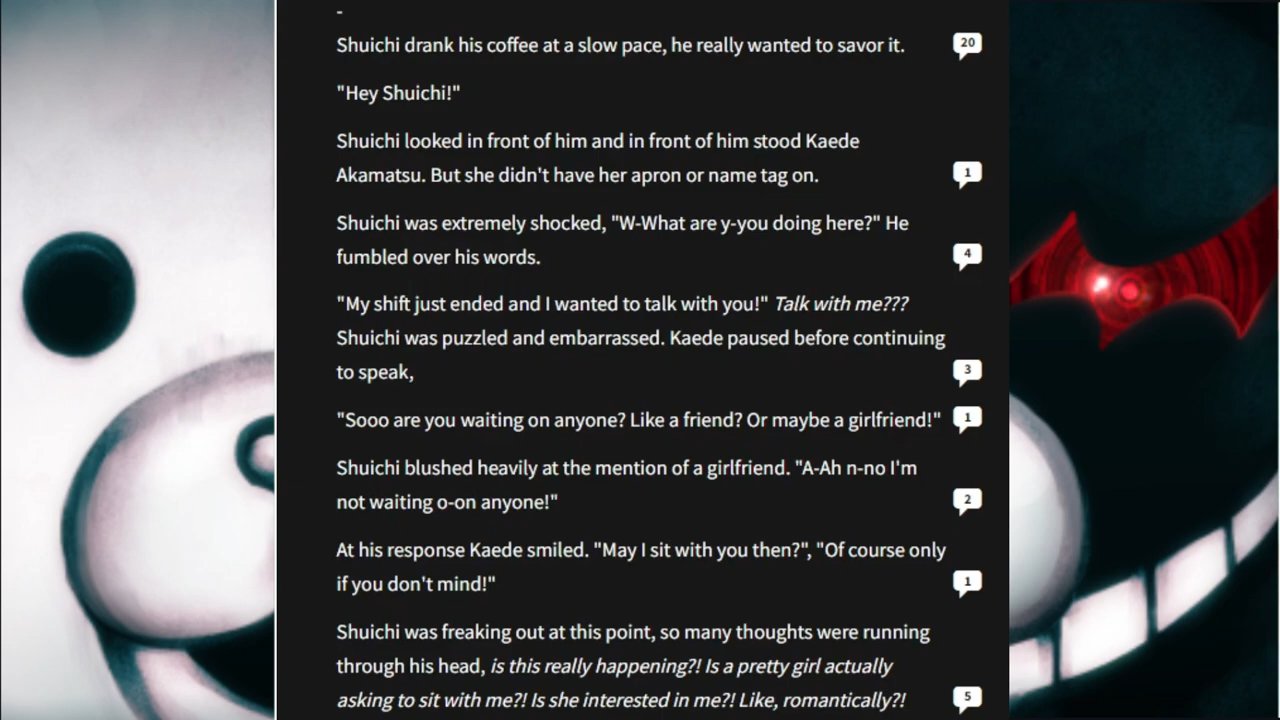 -
Shuichi drank his coffee at a slow pace, he really wanted to savor it.
20
"Hey Shuichi!"
Shuichi looked in front of him and in front of him stood Kaede
Akamatsu. But she didn't have her apron or name tag on.
1
Shuichi was extremely shocked, "W-What are y-you doing here?" He
fumbled over his words.
4
"My shift just ended and I wanted to talk with you!" Talk with me???
Shuichi was puzzled and embarrassed. Kaede paused before continuing
to speak,
3
"Sooo are you waiting on anyone? Like a friend? Or maybe a girlfriend!"
1
Shuichi blushed heavily at the mention of a girlfriend. "A-Ah n-no I'm
not waiting o-on anyone!"
2
At his response Kaede smiled. "May I sit with you then?", "Of course only
if you don't mind!"
1
Shuichi was freaking out at this point, so many thoughts were running
through his head, is this really happening?! Is a pretty girl actually
asking to sit with me?! Is she interested in me?! Like, romantically?!
5